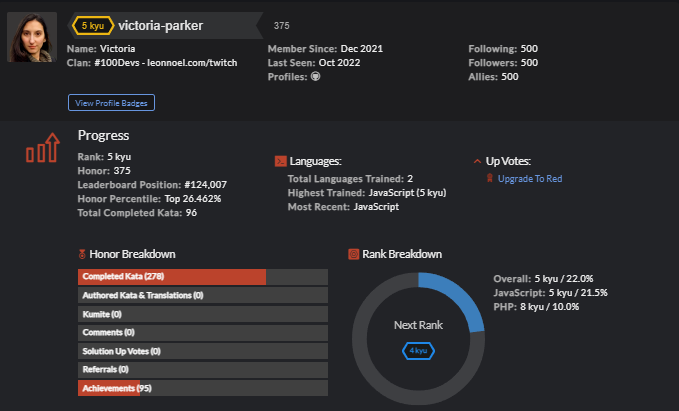 5 kyu victoria-parker 375
Name: Victoria
Clan: #100Devs - leonnoel.com/twitch
Member Since: Dec 2021
Last Seen: Oct 2022
Profiles:
Following: 500
Followers: 500
Allies: 500
View Profile Badges
Progress
Rank: 5 kyu
Honor: 375
Leaderboard Position: #124,007
Honor Percentile: Top 26.462%
Total Completed Kata: 96
Languages:
Total Languages Trained: 2
Highest Trained: JavaScript (5 kyu)
Most Recent: JavaScript
Up Votes:
Upgrade To Red
Honor Breakdown
Completed Kata (278)
Authored Kata & Translations (0)
Kumite (0)
Comments (0)
Solution Up Votes (0)
Referrals (0)
Achievements (95)
Rank Breakdown
Next Rank
4 kyu
Overall: 5 kyu / 22.0%
JavaScript: 5 kyu / 21.5%
PHP: 8 kyu / 10.0%